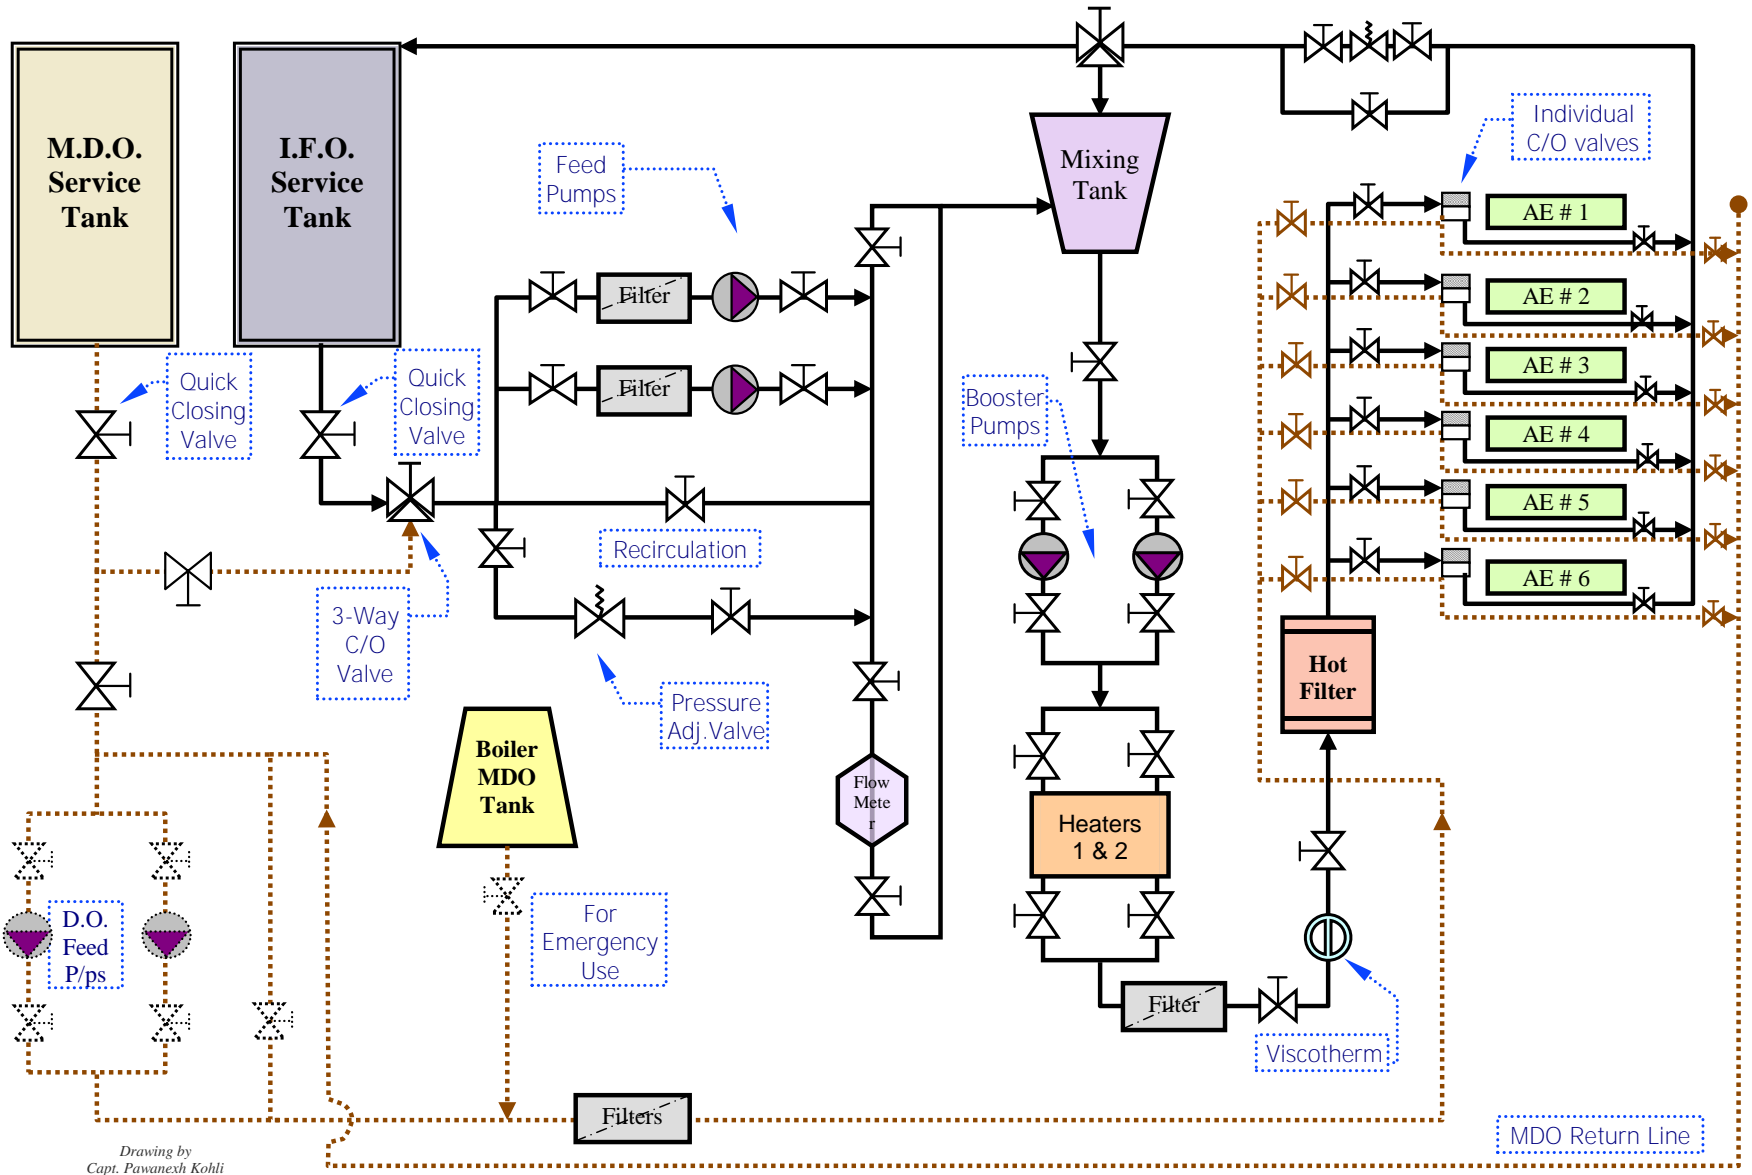 M.D.O.
Service
Tank
I.F.O.
Service
Tank
Feed
Pumps
Mixing
Tank
Individual
C/O valves
AE # 1
AE # 2
AE # 3
AE # 4
AE # 5
AE # 6
Filter
Filter
Quick
Closing
Valve
Quick
Closing
Valve
Booster
Pumps
Recirculation
3-Way
C/O
Valve
Pressure
Adj.Valve
Hot
Filter
Boiler
MDO
Tank
Flow
Mete
r
Heaters
1 & 2
D.O.
Feed
P/ps
For
Emergency
Use
Filter
Viscotherm
Filters
MDO Return Line
Drawing by
Capt. Pawanexh Kohli